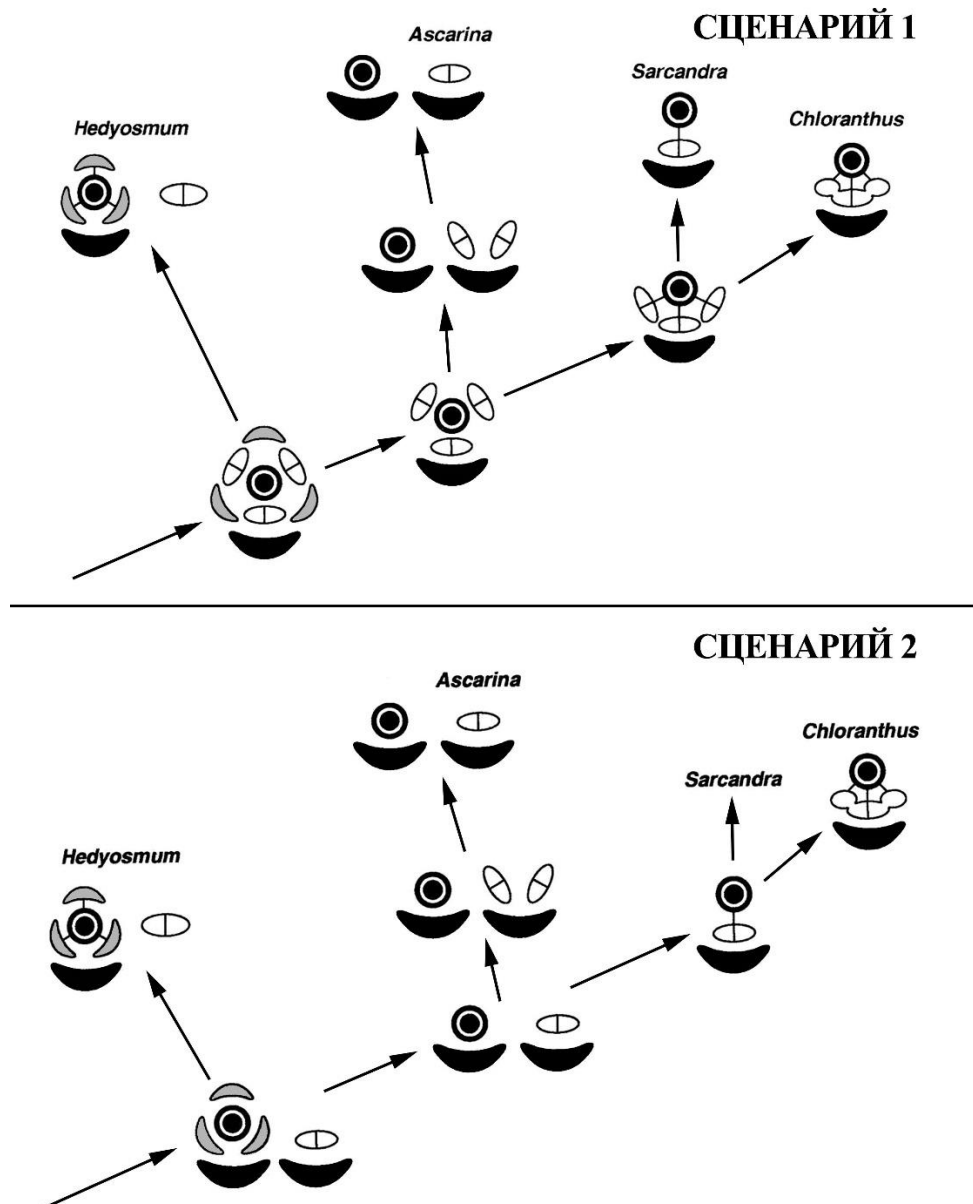 СЦЕНАРИЙ 1
Ascarina
Sarcandra
Hedyosmum
Chloranthus
СЦЕНАРИЙ 2
Ascarina
Chloranthus
Sarcandra
Hedyosmum